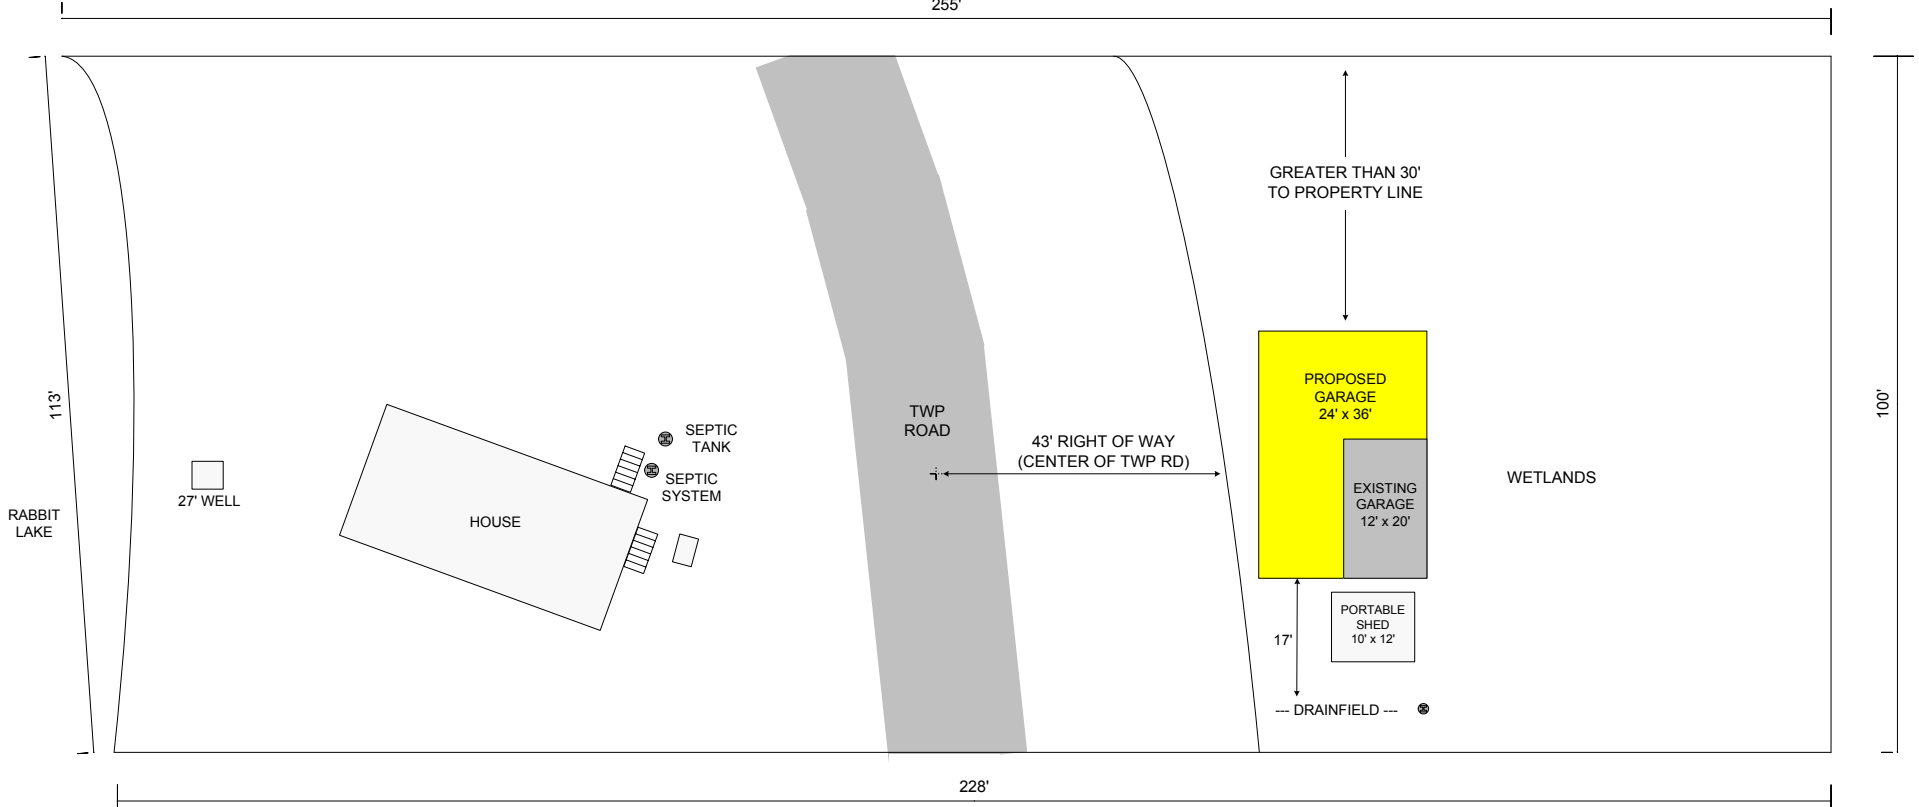 255'
GREATER THAN 30'
TO PROPERTY LINE
113'
100'
PROPOSED
GARAGE
24' x 36'
TWP
ROAD
SEPTIC
TANK
43' RIGHT OF WAY
(CENTER OF TWP RD)
SEPTIC
SYSTEM
WETLANDS
EXISTING
GARAGE
12' x 20'
27' WELL
RABBIT
LAKE
HOUSE
PORTABLE
SHED
10' x 12'
17'
--- DRAINFIELD ---
228'